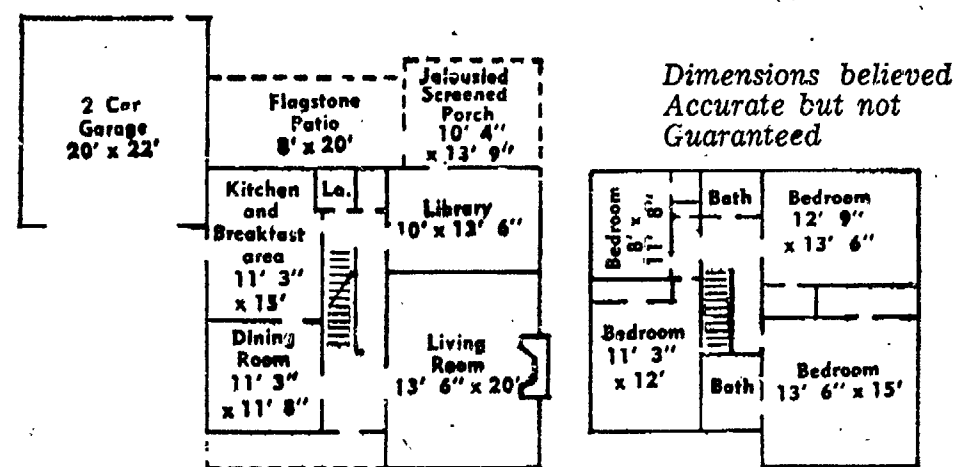 2 Car
Garage
20' x 22'
Flagstone
Patio
8' x 20'
Jalousied
Screened
Porch
10' 4"
x 13' 9"
Dimensions believed
Accurate but not
Guaranteed
Kitchen
and
Breakfast
area
11' 3"
x 15'
La.
Library
10' x 13' 6"
Dining
Room
11' 3"
x 11' 8"
Living
Room
13' 6" x 20'
Bedroom
8' x
11' 8"
Bath
Bedroom
12' 9"
x 13' 6"
Bedroom
11' 3"
x 12'
Bath
Bedroom
13' 6" x 15'